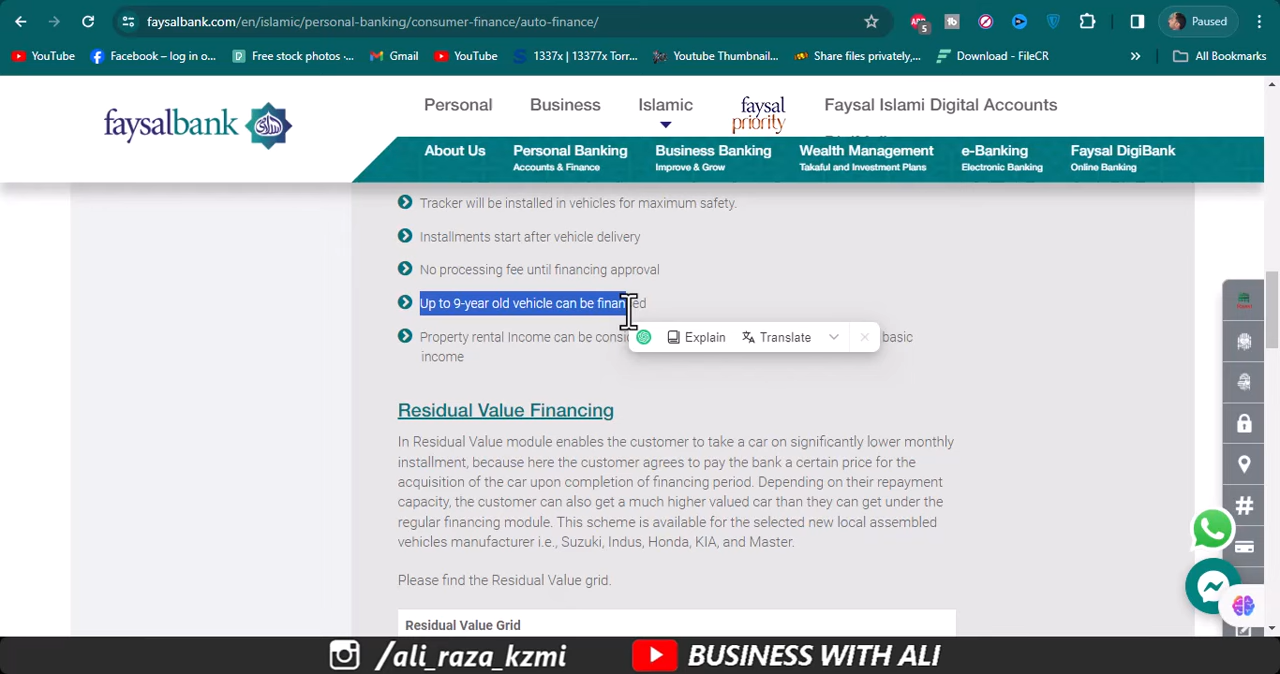 faysalbank.com/en/islamic/personal-banking/consumer-finance/auto-finance/
5
Paused
YouTube
Facebook – log in o...
Free stock photos -...
Gmail
YouTube
1337x | 13377x Torr...
Youtube Thumbnail...
Share files privately,...
Download - FileCR
»
All Bookmarks
faysalbank
Personal
Business
Islamic
faysal
priority
Faysal Islami Digital Accounts
About Us
Personal Banking
Accounts & Finance
Business Banking
Improve & Grow
Wealth Management
Takaful and Investment Plans
e-Banking
Electronic Banking
Faysal DigiBank
Online Banking
Tracker will be installed in vehicles for maximum safety.
Installments start after vehicle delivery
No processing fee until financing approval
Up to 9-year old vehicle can be financed
Explain
Translate
Property rental Income can be basic
income
Residual Value Financing
In Residual Value module enables the customer to take a car on significantly lower monthly
installment, because here the customer agrees to pay the bank a certain price for the
acquisition of the car upon completion of financing period. Depending on their repayment
capacity, the customer can also get a much higher valued car than they can get under the
regular financing module. This scheme is available for the selected new local assembled
vehicles manufacturer i.e., Suzuki, Indus, Honda, KIA, and Master.
Please find the Residual Value grid.
Residual Value Grid
/ali_raza_kzmi
BUSINESS WITH ALI